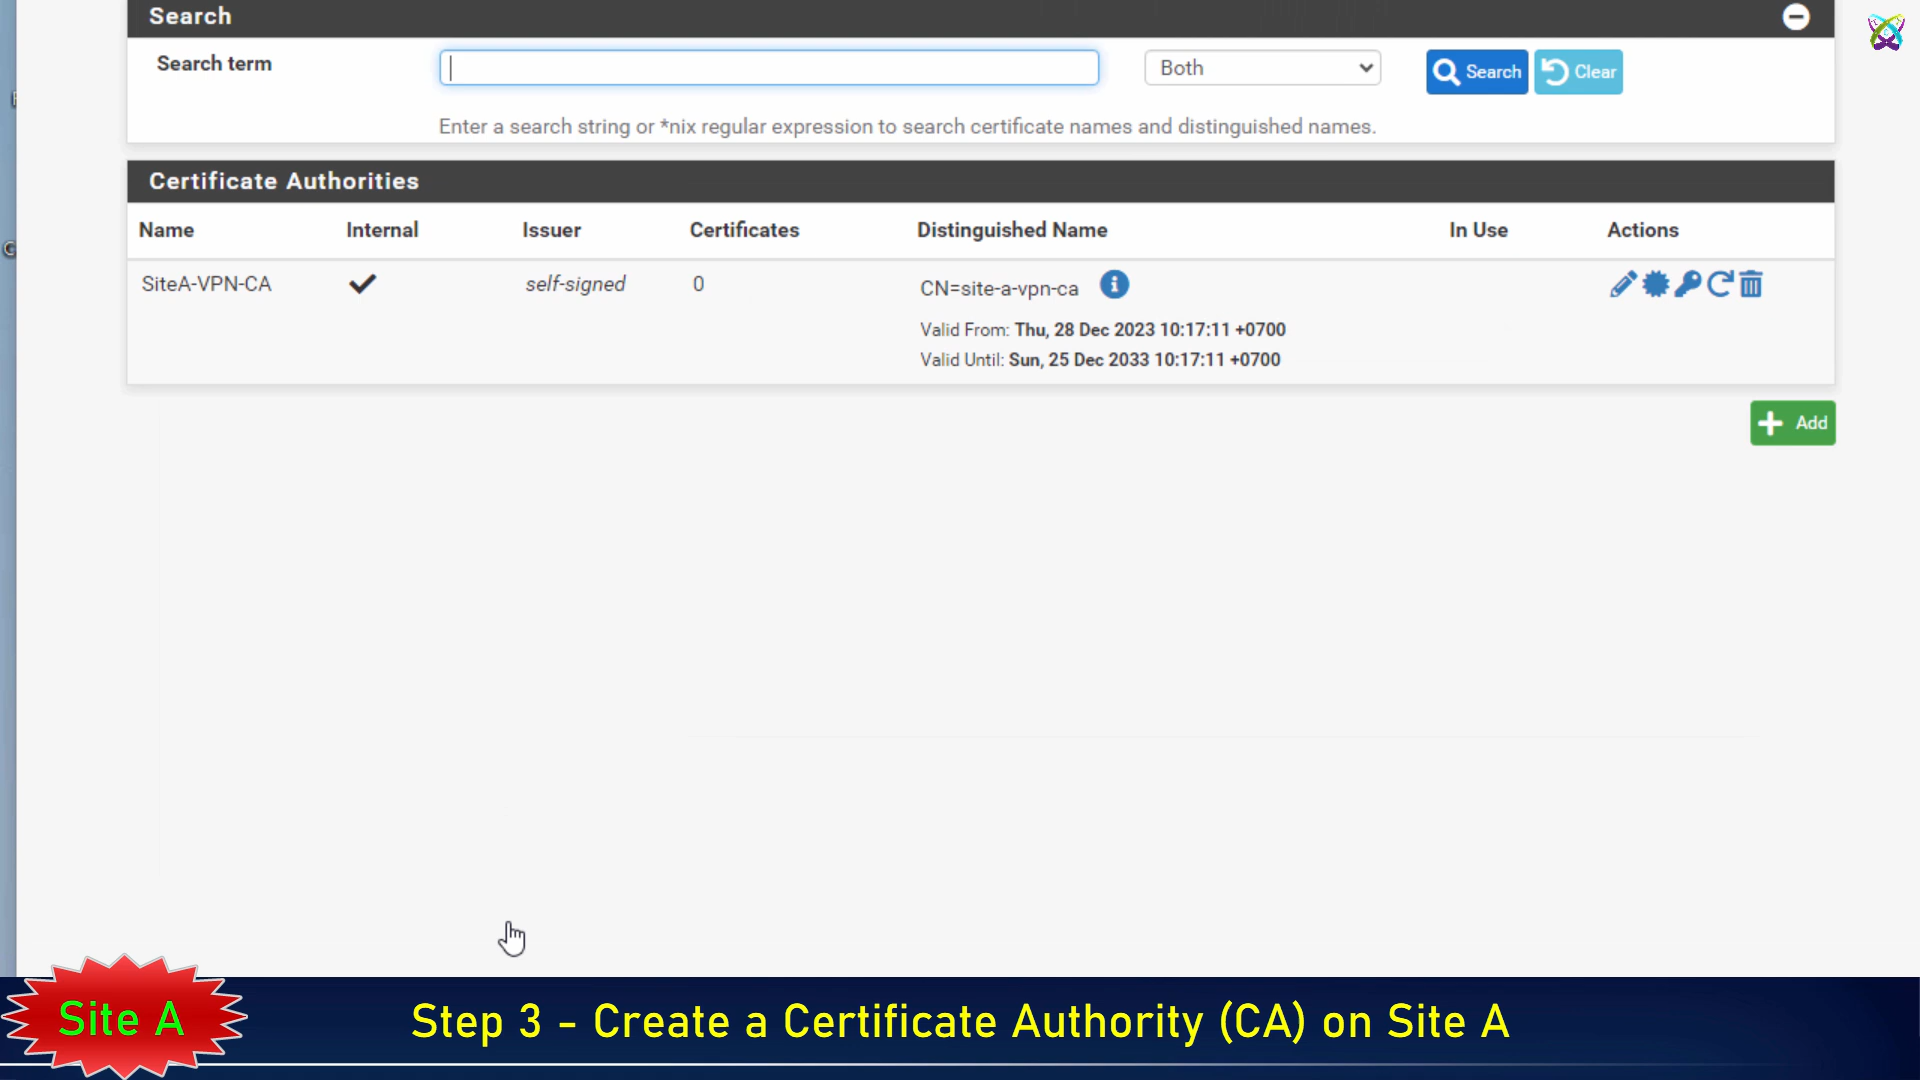 Search
Search term
Both
Search
Clear
Enter a search string or *nix regular expression to search certificate names and distinguished names.
Certificate Authorities
Name Internal Issuer Certificates Distinguished Name In Use Actions
SiteA-VPN-CA self-signed 0 CN=site-a-vpn-ca
Valid From: Thu, 28 Dec 2023 10:17:11 +0700
Valid Until: Sun, 25 Dec 2033 10:17:11 +0700
Add
Site A
Step 3 - Create a Certificate Authority (CA) on Site A